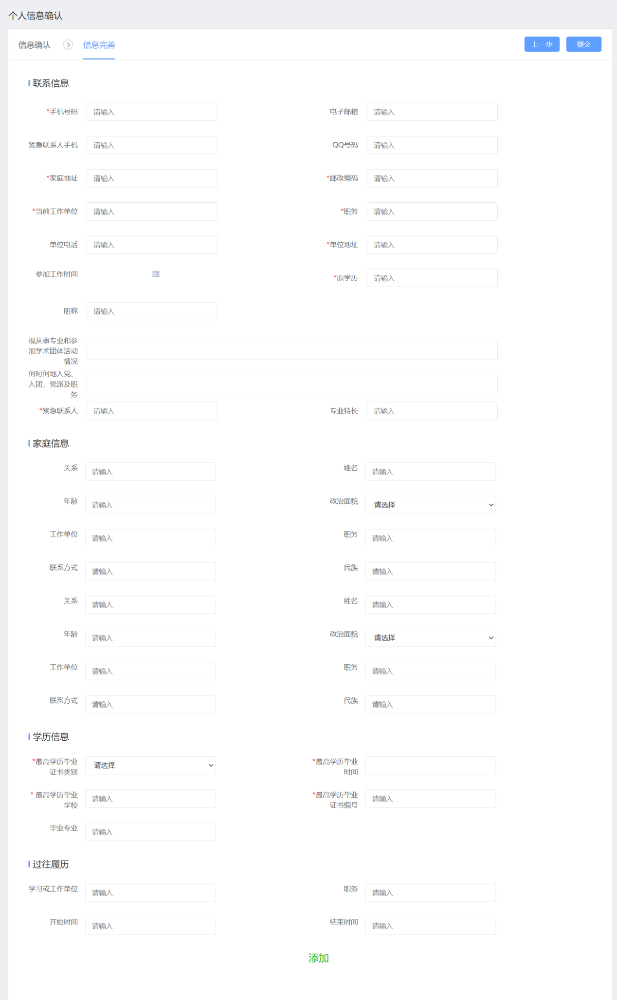 个人信息确认
信息确认 信息完善 上一步 提交
联系信息
*手机号码 请输入 电子邮箱 请输入
紧急联系人手机 请输入 QQ号码 请输入
*家庭地址 请输入 *邮政编码 请输入
*当前工作单位 请输入 *职务 请输入
单位电话 请输入 *单位地址 请输入
参加工作时间 *原学历 请输入
职称 请输入
现从事专业和参
加学术团体活动
情况
何时何地入党、
入团，党派及职
务
*紧急联系人 请输入 专业特长 请输入
家庭信息
关系 请输入 姓名 请输入
年龄 请输入 政治面貌 请选择
工作单位 请输入 职务 请输入
联系方式 请输入 民族 请输入
关系 请输入 姓名 请输入
年龄 请输入 政治面貌 请选择
工作单位 请输入 职务 请输入
联系方式 请输入 民族 请输入
学历信息
*最高学历毕业
证书类别 请选择 *最高学历毕业
时间
* 最高学历毕业
学校 请输入 *最高学历毕业
证书编号 请输入
毕业专业 请输入
过往履历
学习或工作单位 请输入 职务 请输入
开始时间 请输入 结束时间 请输入
添加